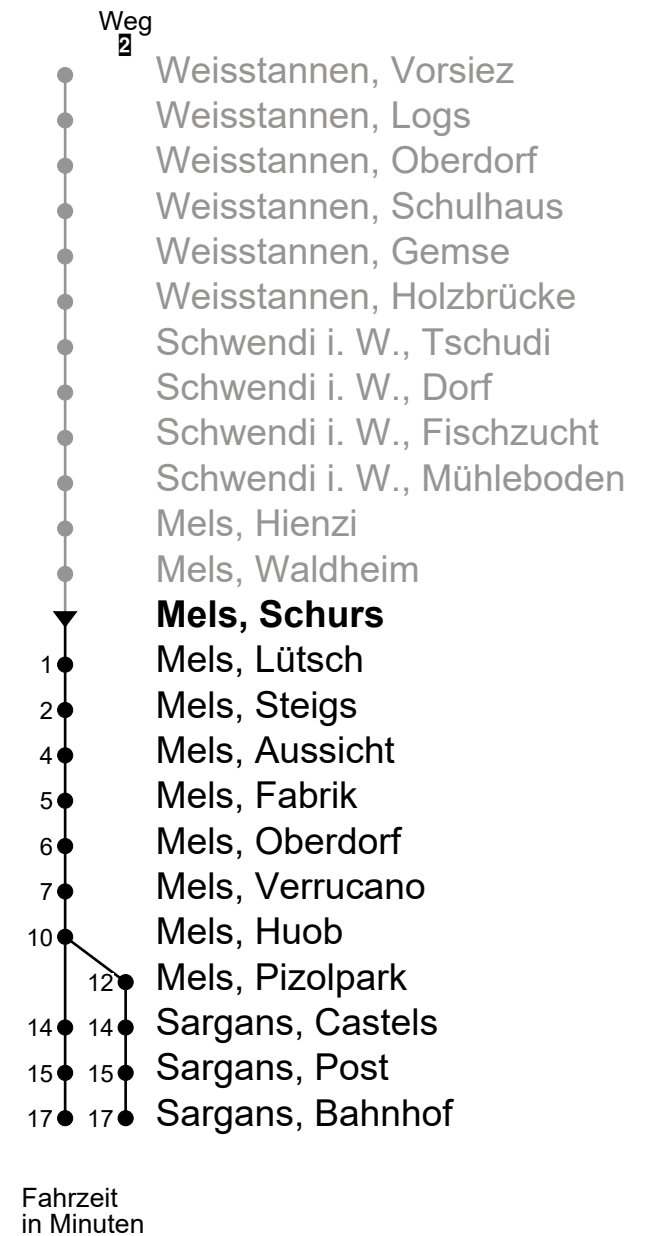 Weg
2
Weisstannen, Vorsiez
Weisstannen, Logs
Weisstannen, Oberdorf
Weisstannen, Schulhaus
Weisstannen, Gemse
Weisstannen, Holzbrücke
Schwendi i. W., Tschudi
Schwendi i. W., Dorf
Schwendi i. W., Fischzucht
Schwendi i. W., Mühleboden
Mels, Hienzi
Mels, Waldheim
Mels, Schurs
1 Mels, Lütsch
2 Mels, Steigs
4 Mels, Aussicht
5 Mels, Fabrik
6 Mels, Oberdorf
7 Mels, Verrucano
10 Mels, Huob
12 Mels, Pizolpark
14 14 Sargans, Castels
15 15 Sargans, Post
17 17 Sargans, Bahnhof
Fahrzeit
in Minuten